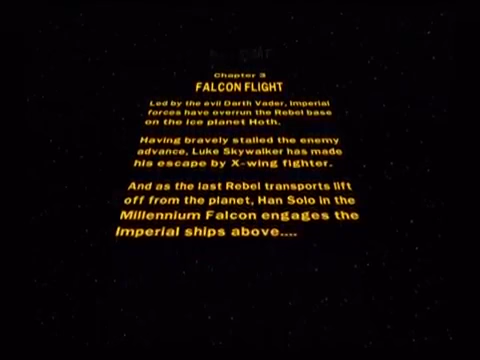 Chapter 3
FALCON FLIGHT
Led by the evil Darth Vader, Imperial
forces have overrun the Rebel base
on the ice planet Hoth.
Having bravely stalled the enemy
advance, Luke Skywalker has made
his escape by X-wing fighter.
And as the last Rebel transports lift
off from the planet, Han Solo in the
Millennium Falcon engages the
Imperial ships above....